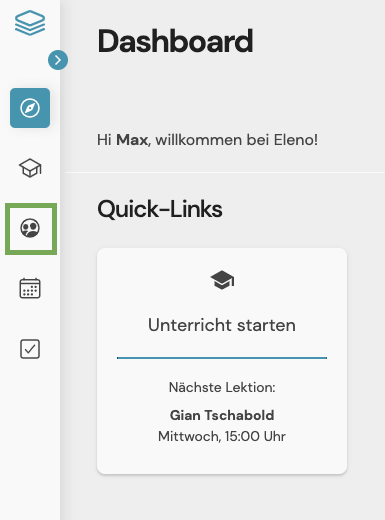 Dashboard
Hi Max, willkommen bei Eleno!
Quick-Links
Unterricht starten
Nächste Lektion:
Gian Tschabold
Mittwoch, 15:00 Uhr